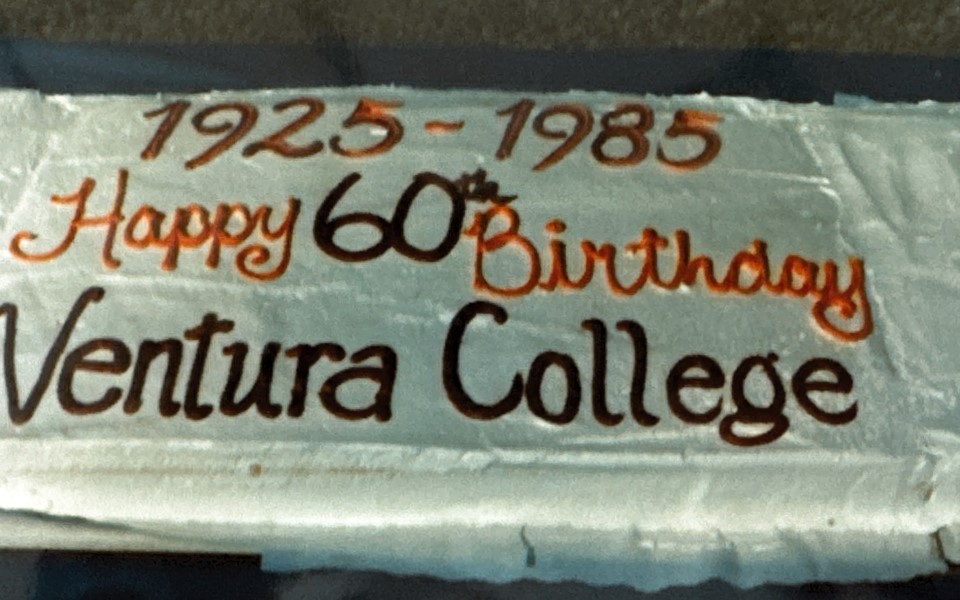 1925 - 1985
Happy 60th Birthday
Ventura College